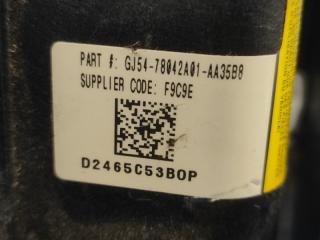 PART #: GJ54-78042A01-AA35B8
SUPPLIER CODE: F9C9E
D2465C53B0P